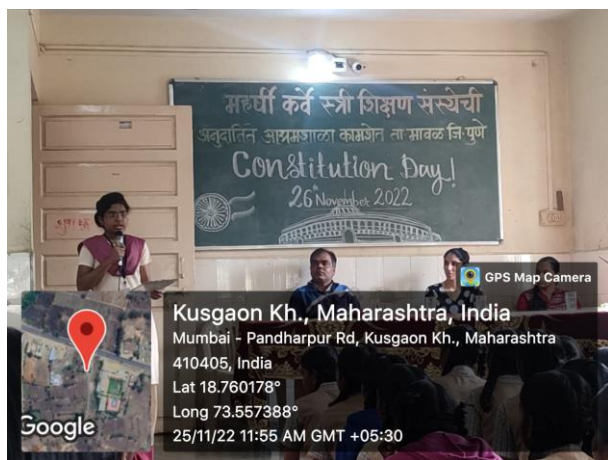 महर्षी कर्वे स्त्री शिक्षण संस्थेची
अनुदानित आश्रमशाळा कामशेत ता मावळ जि.पुणे
Constitution Day!
26 November 2022
GPS Map Camera
Kusgaon Kh., Maharashtra, India
Mumbai - Pandharpur Rd, Kusgaon Kh., Maharashtra
410405, India
Lat 18.760178°
Long 73.557388°
25/11/22 11:55 AM GMT +05:30
Google